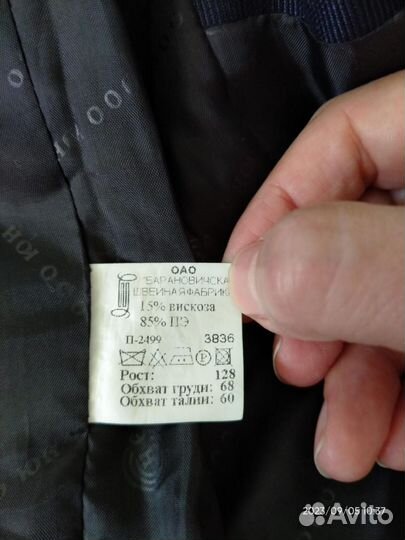 ОАО
"БАРАНОВИЧСКА
ШВЕЙНАЯ ФАБРИК
15% вискоза
85% ПЭ
П-2499 3836
Рост: 128
Обхват груди: 68
Обхват талии: 60
2023/09/05 10:37
Avito